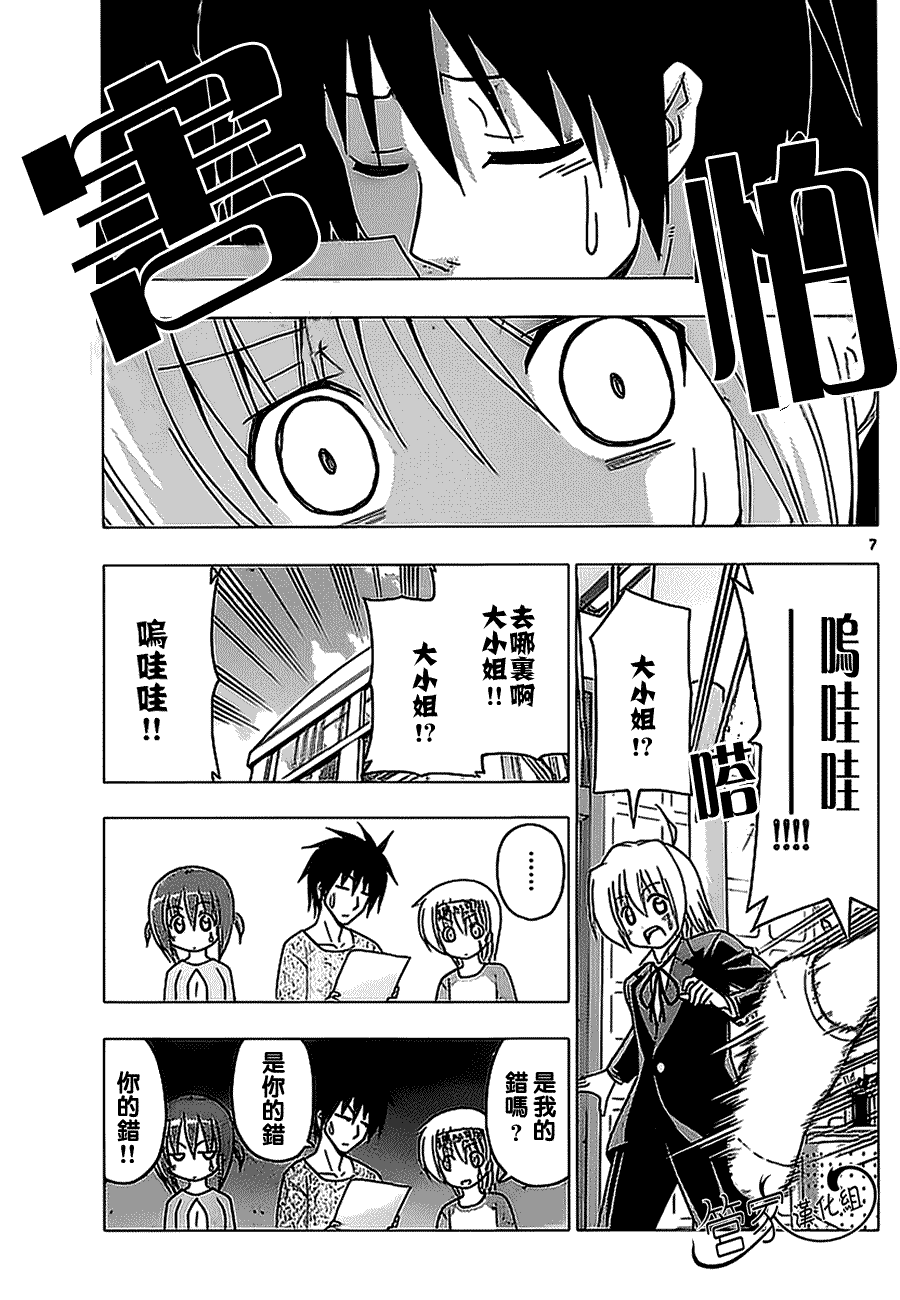 怕
害
7
嗚哇哇
——!!!!
大小姐!?
嗒
去哪裏啊
大小姐!!
大小姐!?
嗚哇哇!!
……
是我的
錯嗎?
是你的錯
你的錯!!
管家
漢化組